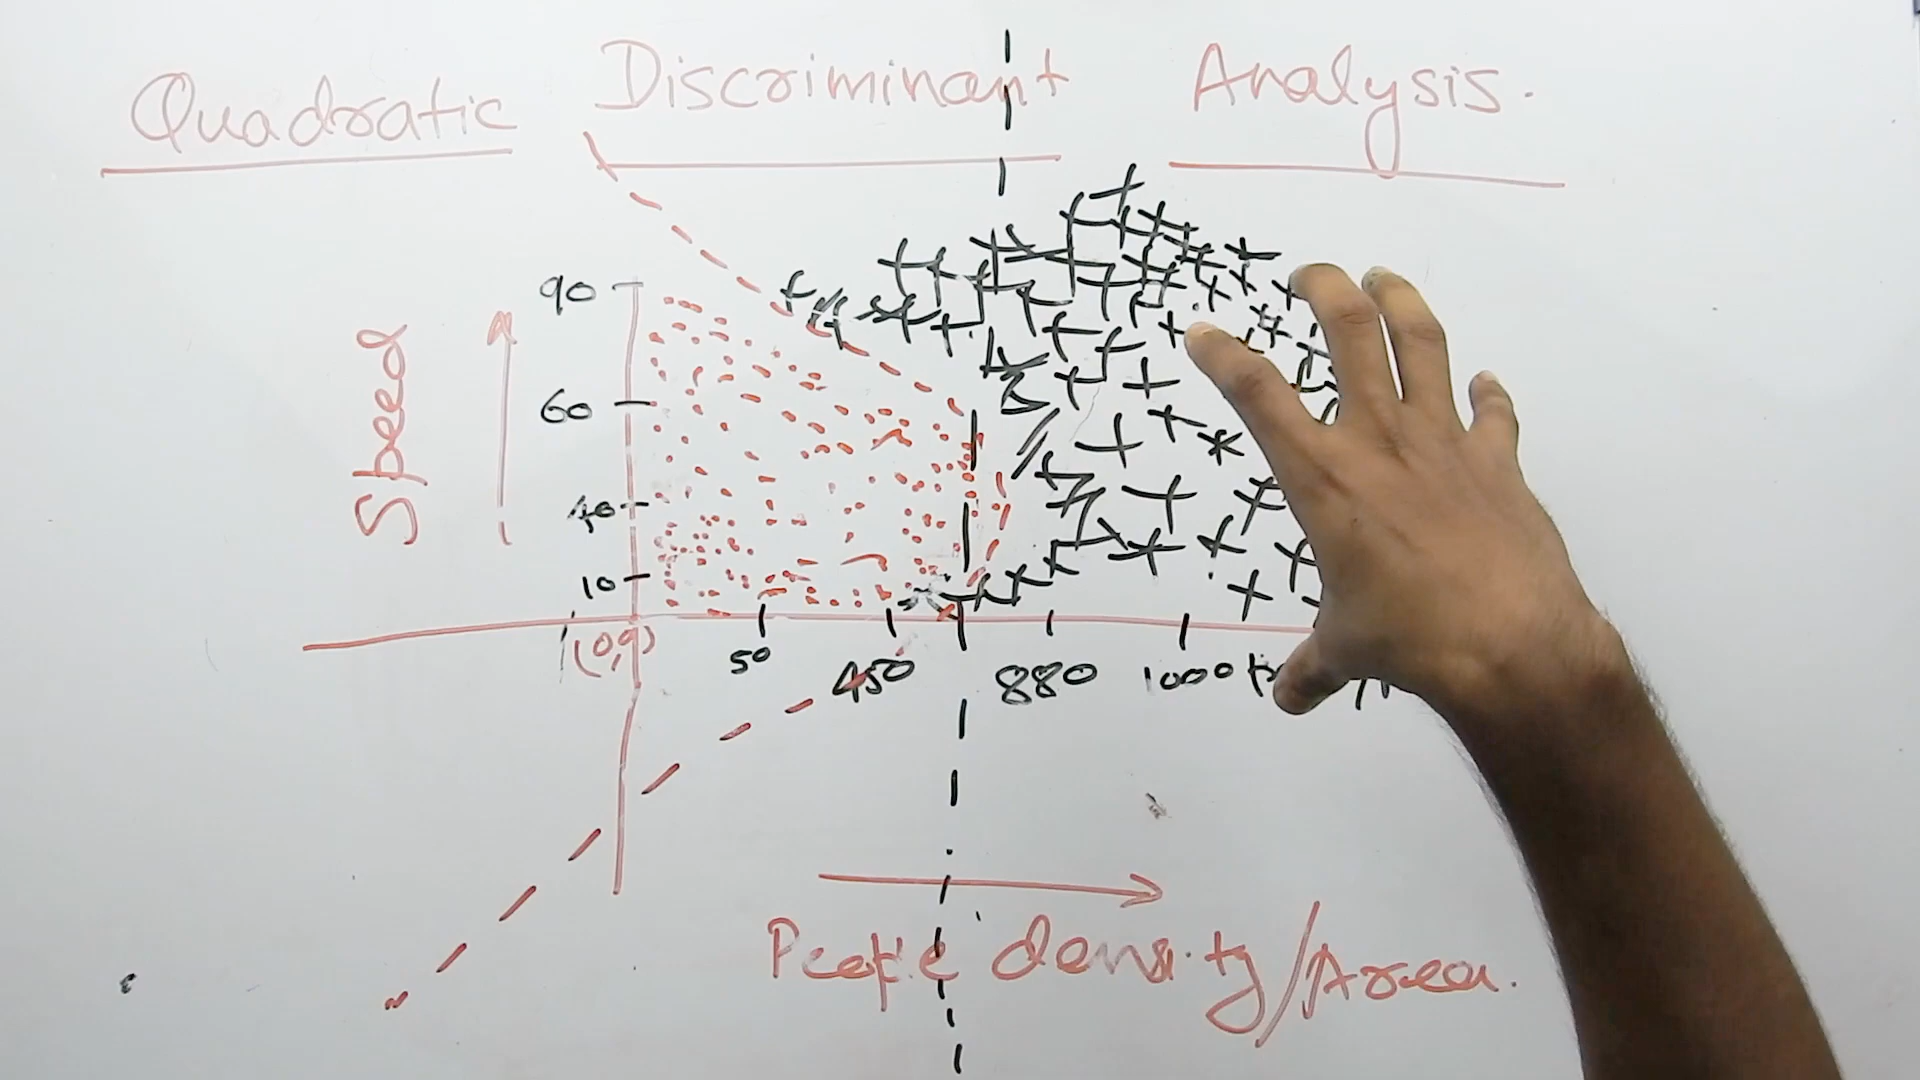 Quadratic Discriminant Analysis.
90
60
Speed
40
10
(0,0)
50 450 880 1000
People density/Area.